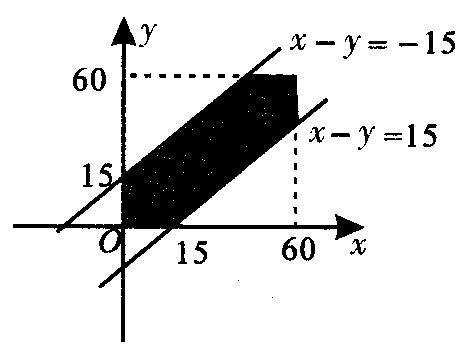 y
x − y = −15
60
x − y = 15
15
O
15
60
x